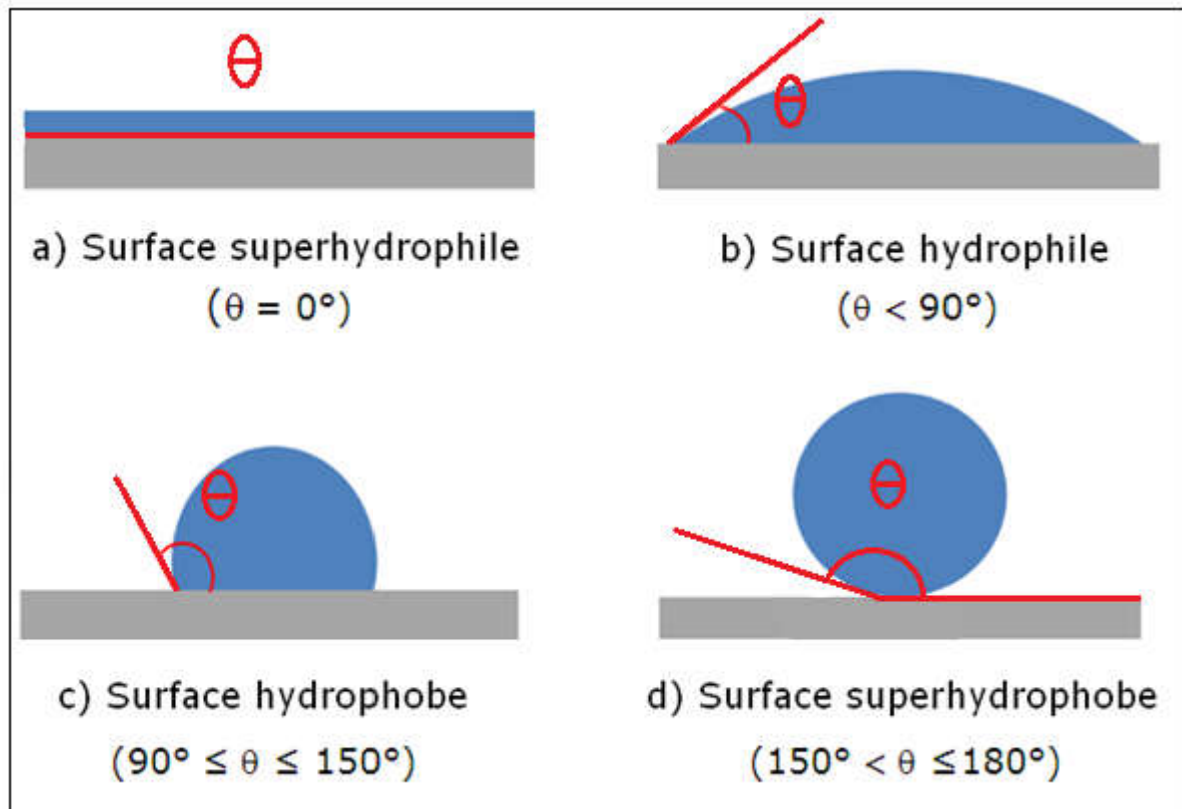 θ
θ
a) Surface superhydrophile
(θ = 0°)
b) Surface hydrophile
(θ < 90°)
θ
θ
c) Surface hydrophobe
(90° ≤ θ ≤ 150°)
d) Surface superhydrophobe
(150° < θ ≤180°)